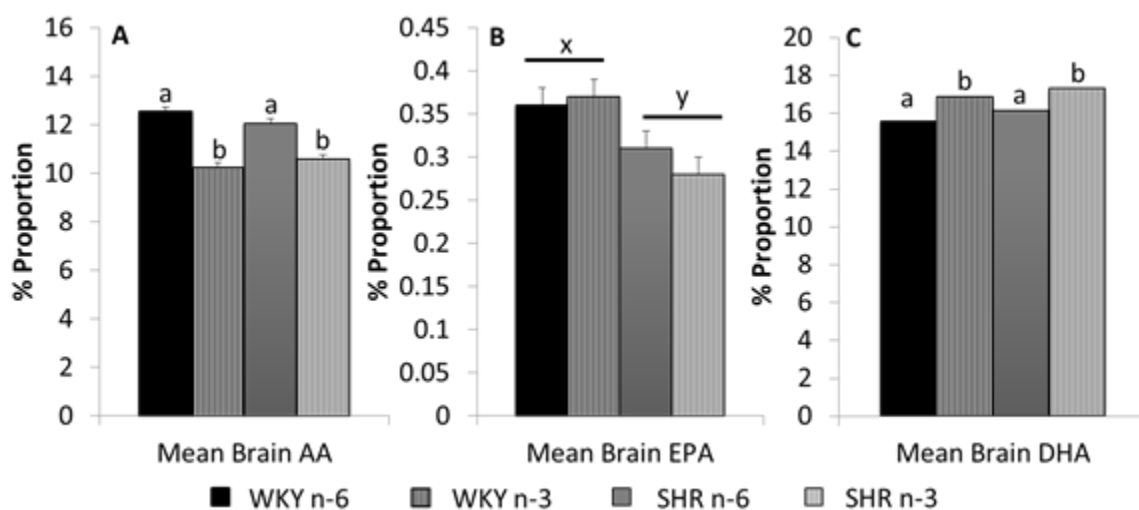 A
% Proportion
16
14
12
10
8
6
4
2
0
a
b
a
b
Mean Brain AA
B
% Proportion
0.45
0.4
0.35
0.3
0.25
0.2
0.15
0.1
0.05
0
x
y
Mean Brain EPA
C
% Proportion
20
18
16
14
12
10
8
6
4
2
0
a
b
a
b
Mean Brain DHA
WKY n-6 WKY n-3 SHR n-6 SHR n-3